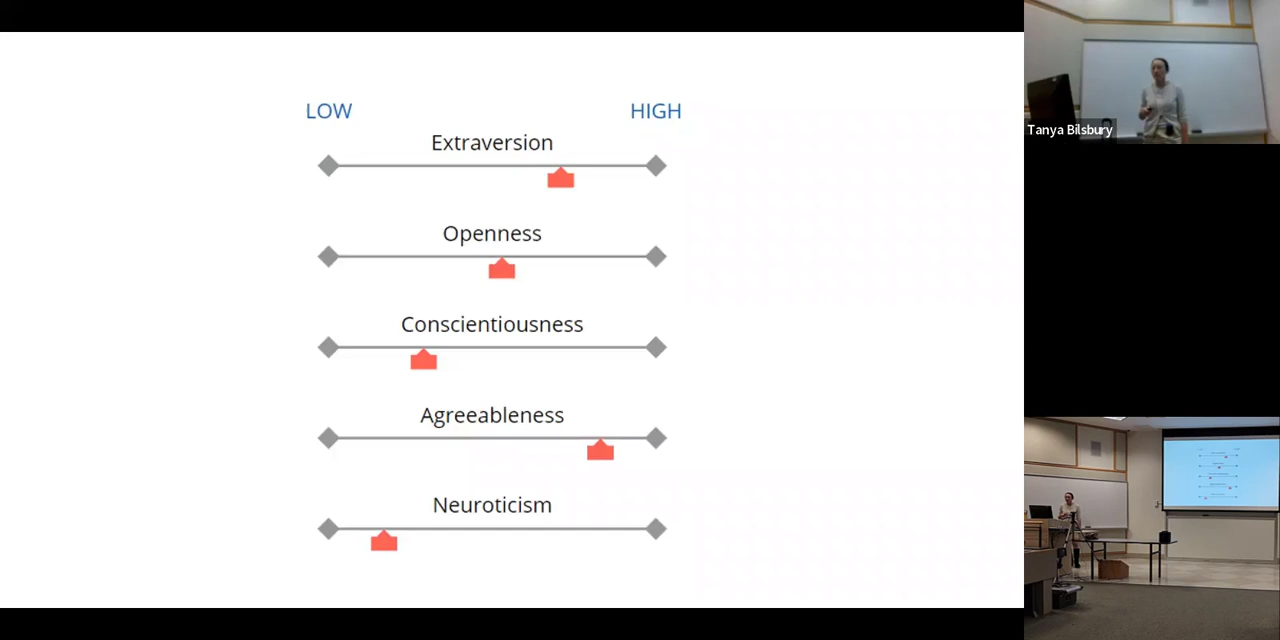 LOW HIGH
Extraversion
Openness
Conscientiousness
Agreeableness
Neuroticism
Tanya Bilsbury